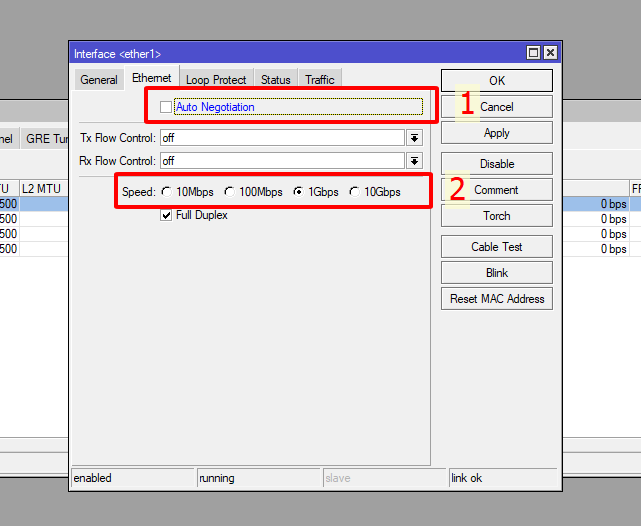 Interface <ether1>
General Ethernet Loop Protect Status Traffic
Auto Negotiation
1
Tx Flow Control: off
Rx Flow Control: off
Speed: 10Mbps 100Mbps 1Gbps 10Gbps
2
Full Duplex
OK
Cancel
Apply
Disable
Comment
Torch
Cable Test
Blink
Reset MAC Address
enabled running slave link ok
GRE Tu
L2 MTU
500
500
500
500
0 bps
0 bps
0 bps
0 bps